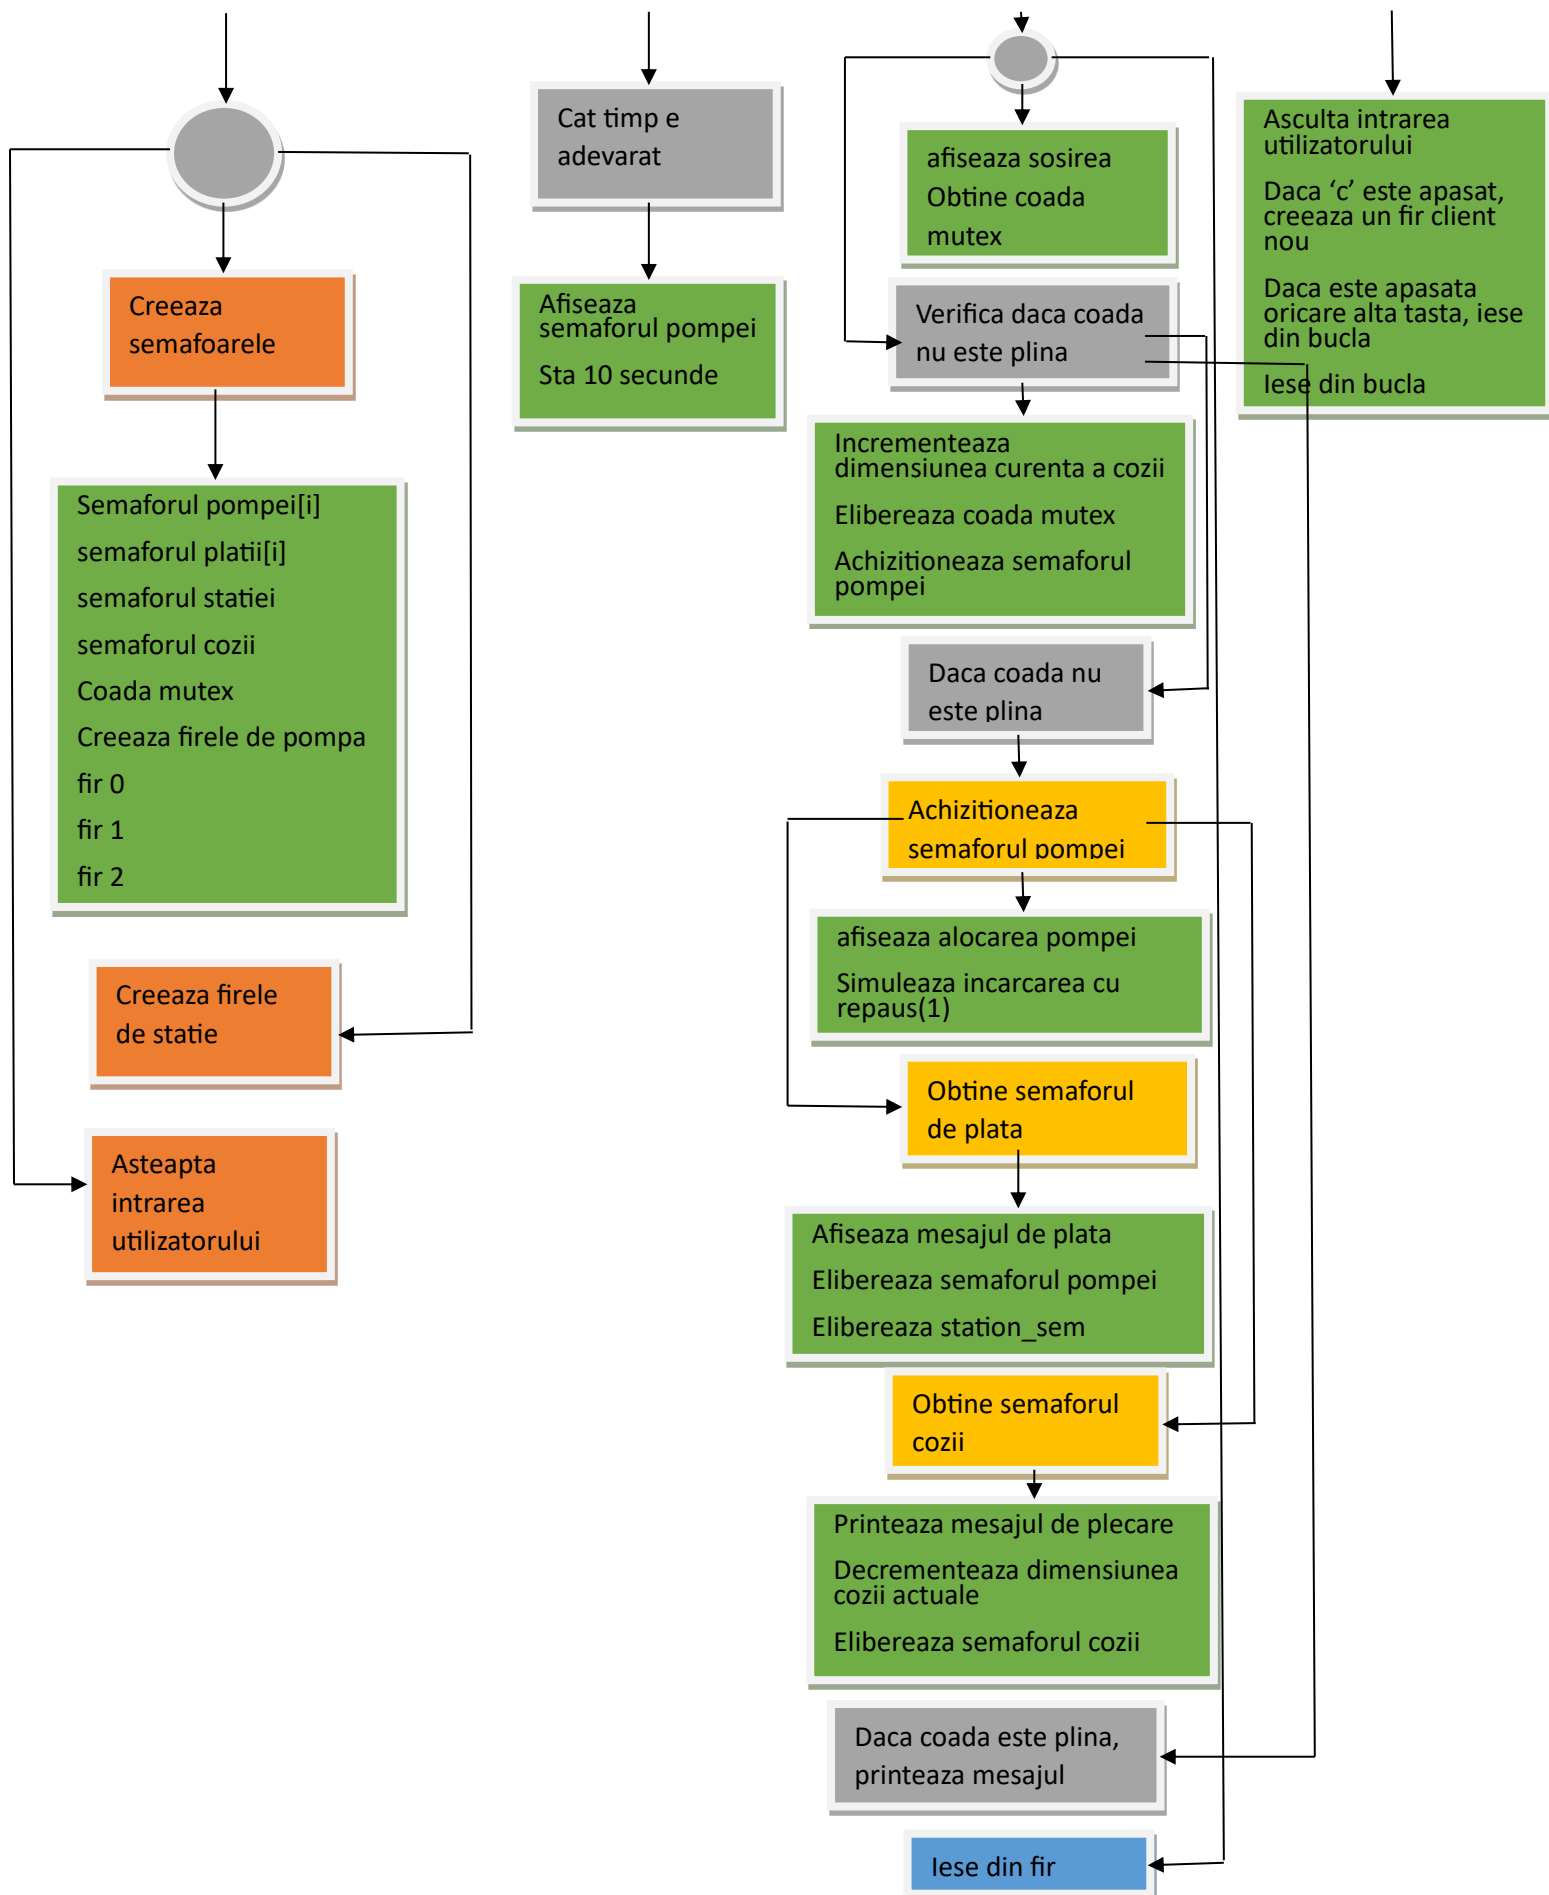 Creeaza
semafoarele
Semaforul pompei[i]
semaforul platii[i]
semaforul statiei
semaforul cozii
Coada mutex
Creeaza firele de pompa
fir 0
fir 1
fir 2
Creeaza firele
de statie
Asteapta
intrarea
utilizatorului
Cat timp e
adevarat
Afiseaza
semaforul pompei
Sta 10 secunde
afiseaza sosirea
Obtine coada
mutex
Verifica daca coada
nu este plina
Incrementeaza
dimensiunea curenta a cozii
Elibereaza coada mutex
Achizitioneaza semaforul
pompei
Daca coada nu
este plina
Achizitioneaza
semaforul pompei
afiseaza alocarea pompei
Simuleaza incarcarea cu
repaus(1)
Obtine semaforul
de plata
Afiseaza mesajul de plata
Elibereaza semaforul pompei
Elibereaza station_sem
Obtine semaforul
cozii
Printeaza mesajul de plecare
Decrementeaza dimensiunea
cozii actuale
Elibereaza semaforul cozii
Daca coada este plina,
printeaza mesajul
Iese din fir
Asculta intrarea
utilizatorului
Daca ‘c’ este apasat,
creeaza un fir client
nou
Daca este apasata
oricare alta tasta, iese
din bucla
Iese din bucla